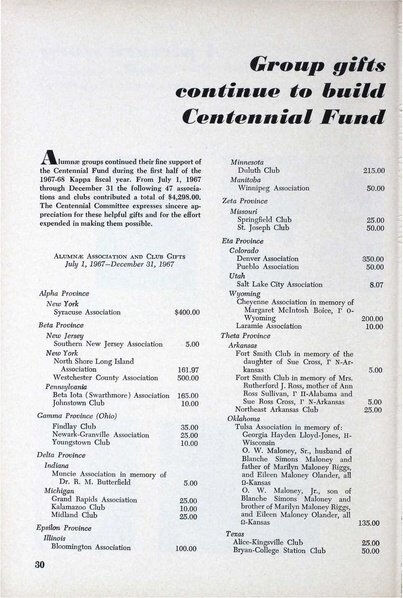 Group gifts
continue to build
Centennial Fund
Alumnæ groups continued their fine support of
the Centennial Fund during the first half of the
1967-68 Kappa fiscal year. From July 1, 1967
through December 31 the following 47 associa-
tions and clubs contributed a total of $4,298.00.
The Centennial Committee expresses sincere ap-
preciation for these helpful gifts and for the effort
expended in making them possible.
Alumnæ Association and Club Gifts
July 1, 1967–December 31, 1967
Alpha Province
New York
Syracuse Association $400.00
Beta Province
New Jersey
Southern New Jersey Association 5.00
New York
North Shore Long Island
Association 161.97
Westchester County Association 500.00
Pennsylvania
Beta Iota (Swarthmore) Association 165.00
Johnstown Club 10.00
Gamma Province (Ohio)
Findlay Club 35.00
Newark-Granville Association 25.00
Youngstown Club 10.00
Delta Province
Indiana
Muncie Association in memory of
Dr. R. M. Butterfield 5.00
Michigan
Grand Rapids Association 25.00
Kalamazoo Club 10.00
Midland Club 25.00
Epsilon Province
Illinois
Bloomington Association 100.00
30
Minnesota
Duluth Club 215.00
Manitoba
Winnipeg Association 50.00
Zeta Province
Missouri
Springfield Club 25.00
St. Joseph Club 50.00
Eta Province
Colorado
Denver Association 350.00
Pueblo Association 50.00
Utah
Salt Lake City Association 8.07
Wyoming
Cheyenne Association in memory of
Margaret McIntosh Boice, Γ O-
Wyoming 200.00
Laramie Association 10.00
Theta Province
Arkansas
Fort Smith Club in memory of the
daughter of Sue Cross, Γ N-Ar-
kansas 5.00
Fort Smith Club in memory of Mrs.
Rutherford J. Ross, mother of Ann
Ross Sullivan, Γ Π-Alabama and
Sue Ross Cross, Γ N-Arkansas 5.00
Northeast Arkansas Club 25.00
Oklahoma
Tulsa Association in memory of:
Georgia Hayden Lloyd-Jones, H-
Wisconsin
O. W. Maloney, Sr., husband of
Blanche Simons Maloney and
father of Marilyn Maloney Riggs,
and Eileen Maloney Olander, all
Ω-Kansas
O. W. Maloney, Jr., son of
Blanche Simons Maloney and
brother of Marilyn Maloney Riggs,
and Eileen Maloney Olander, all
Ω-Kansas 135.00
Texas
Alice-Kingsville Club 25.00
Bryan-College Station Club 50.00